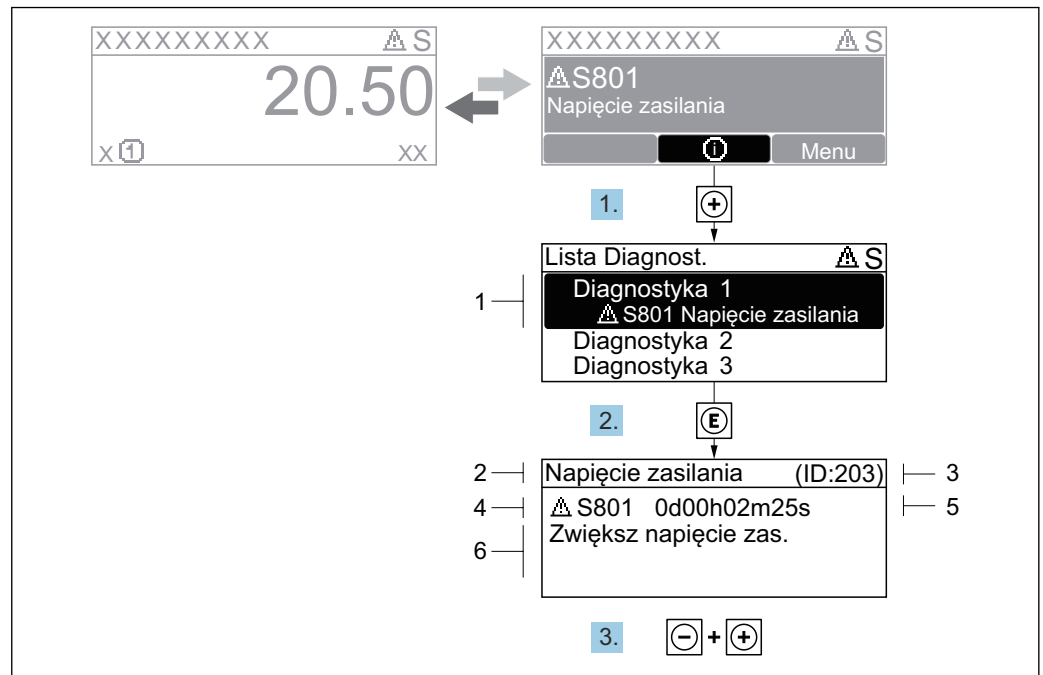 XXXXXXXXX ⚠ S
20.50
X ① XX
XXXXXXXXX ⚠ S
⚠ S801
Napięcie zasilania
ⓘ Menu
1. +
Lista Diagnost. ⚠ S
1
Diagnostyka 1
⚠ S801 Napięcie zasilania
Diagnostyka 2
Diagnostyka 3
2. E
2 Napięcie zasilania (ID:203) 3
4 ⚠ S801 0d00h02m25s 5
6 Zwiększ napięcie zas.
3. - + +